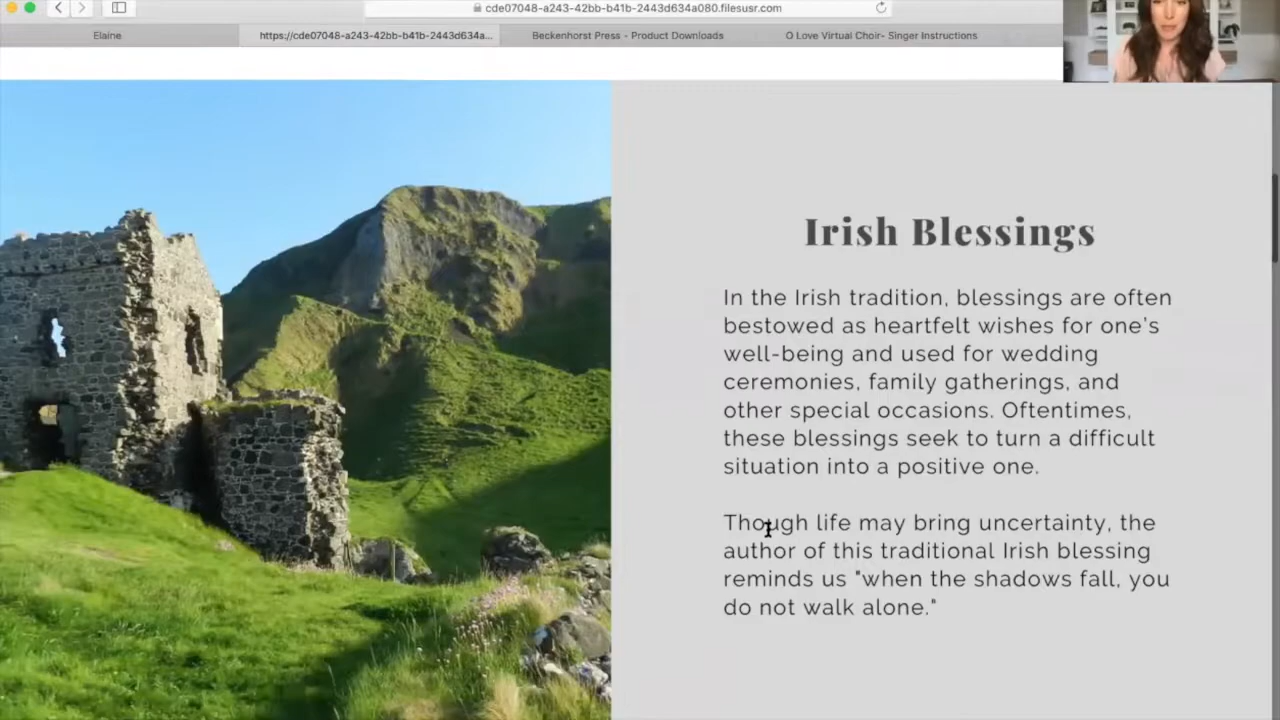 cde07048-a243-42bb-b41b-2443d634a080.filesusr.com
Elaine
https://cde07048-a243-42bb-b41b-2443d634a...
Beckenhorst Press - Product Downloads
O Love Virtual Choir- Singer Instructions
Irish Blessings
In the Irish tradition, blessings are often
bestowed as heartfelt wishes for one's
well-being and used for wedding
ceremonies, family gatherings, and
other special occasions. Oftentimes,
these blessings seek to turn a difficult
situation into a positive one.
Though life may bring uncertainty, the
author of this traditional Irish blessing
reminds us "when the shadows fall, you
do not walk alone."